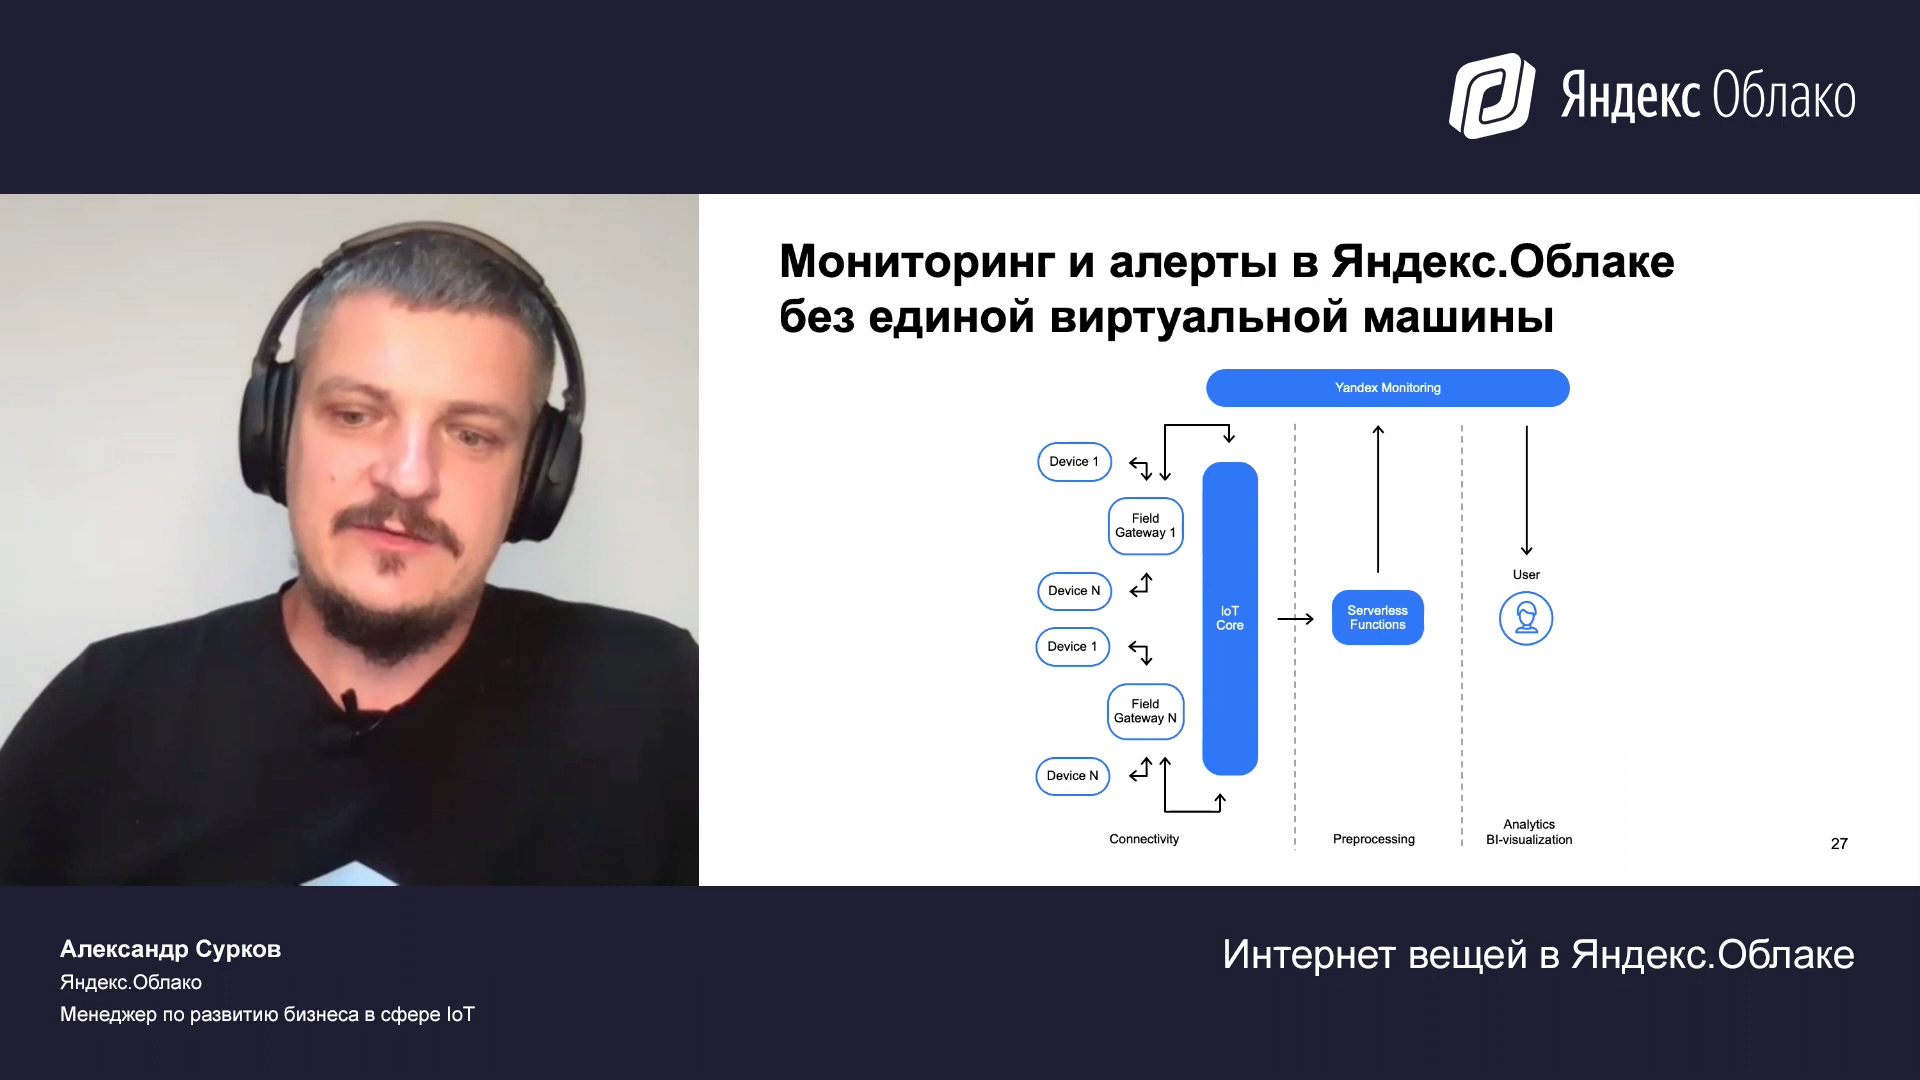 Яндекс Облако
Мониторинг и алерты в Яндекс.Облаке
без единой виртуальной машины
Yandex Monitoring
Device 1
Field
Gateway 1
Device N
Device 1
Field
Gateway N
Device N
IoT
Core
Serverless
Functions
User
Connectivity
Preprocessing
Analytics
BI-visualization
27
Александр Сурков
Яндекс.Облако
Менеджер по развитию бизнеса в сфере IoT
Интернет вещей в Яндекс.Облаке